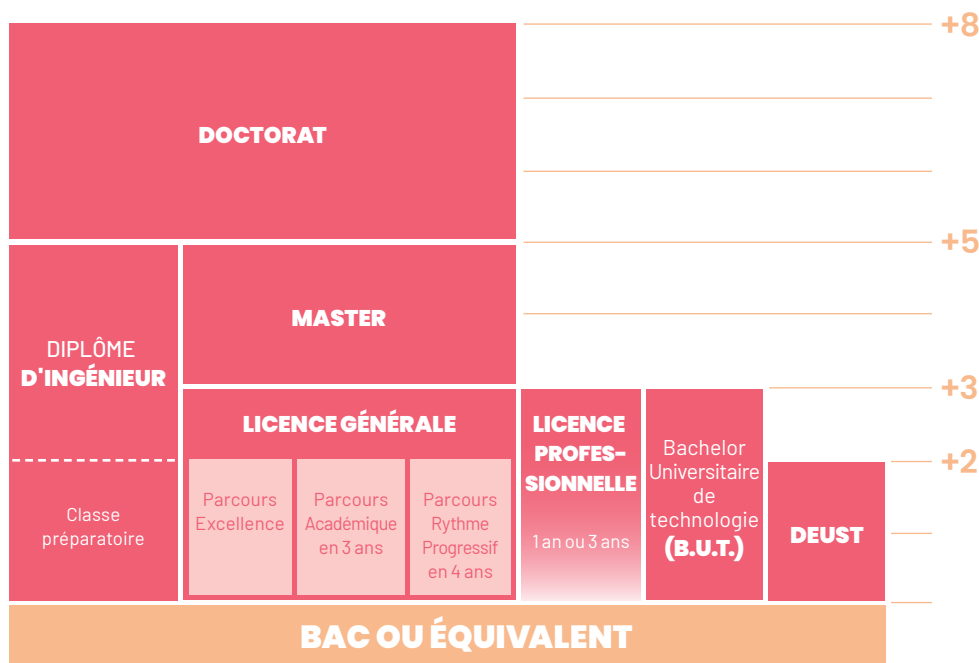 +8
DOCTORAT
+5
MASTER
DIPLÔME
D'INGÉNIEUR
+3
LICENCE GÉNÉRALE
LICENCE
PROFES-
SIONNELLE
1 an ou 3 ans
Bachelor
Universitaire
de
technologie
(B.U.T.)
+2
DEUST
Classe
préparatoire
Parcours
Excellence
Parcours
Académique
en 3 ans
Parcours
Rythme
Progressif
en 4 ans
BAC OU ÉQUIVALENT